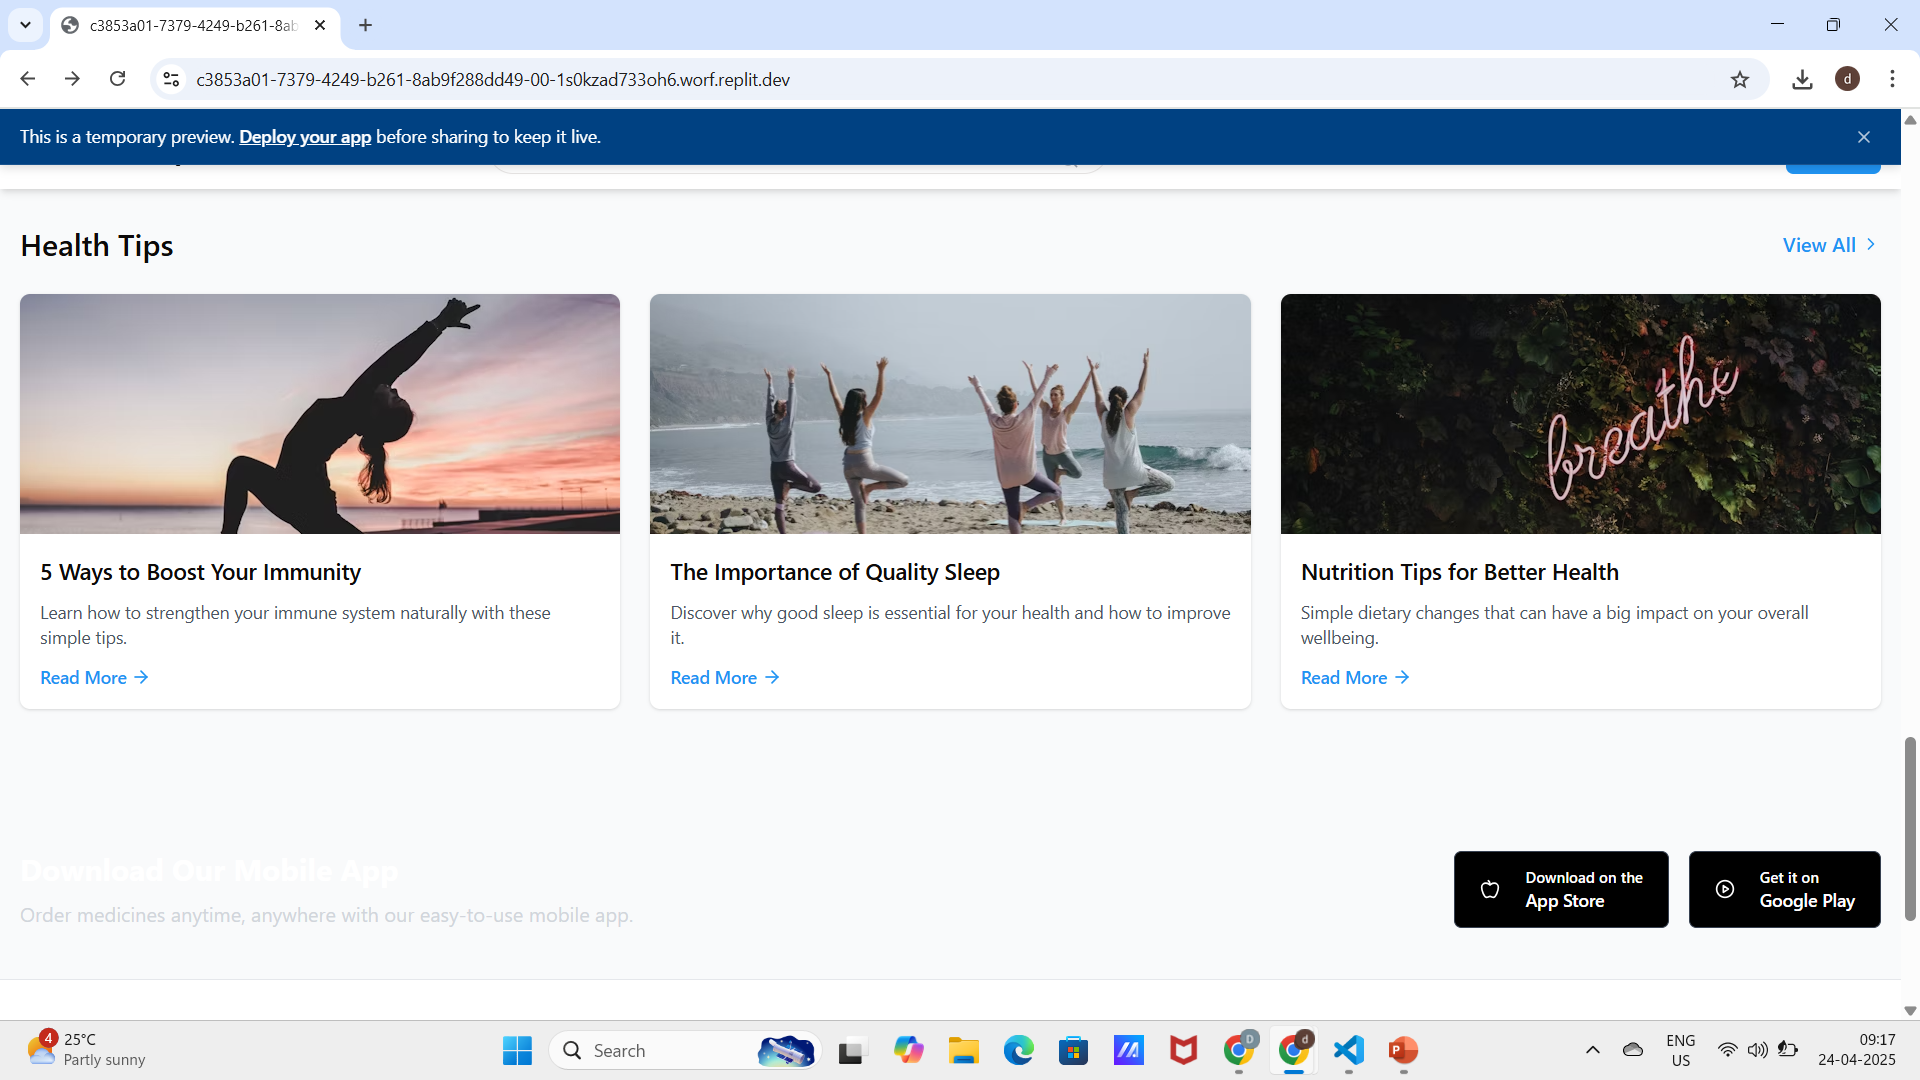 c3853a01-7379-4249-b261-8ab
c3853a01-7379-4249-b261-8ab9f288dd49-00-1s0kzad733oh6.worf.replit.dev
d
This is a temporary preview. Deploy your app before sharing to keep it live.
Health Tips
View All
breathe
5 Ways to Boost Your Immunity
Learn how to strengthen your immune system naturally with these
simple tips.
Read More
The Importance of Quality Sleep
Discover why good sleep is essential for your health and how to improve
it.
Read More
Nutrition Tips for Better Health
Simple dietary changes that can have a big impact on your overall
wellbeing.
Read More
Download Our Mobile App
Order medicines anytime, anywhere with our easy-to-use mobile app.
Download on the
App Store
Get it on
Google Play
4
25°C
Partly sunny
Search
D
d
P
ENG
US
09:17
24-04-2025